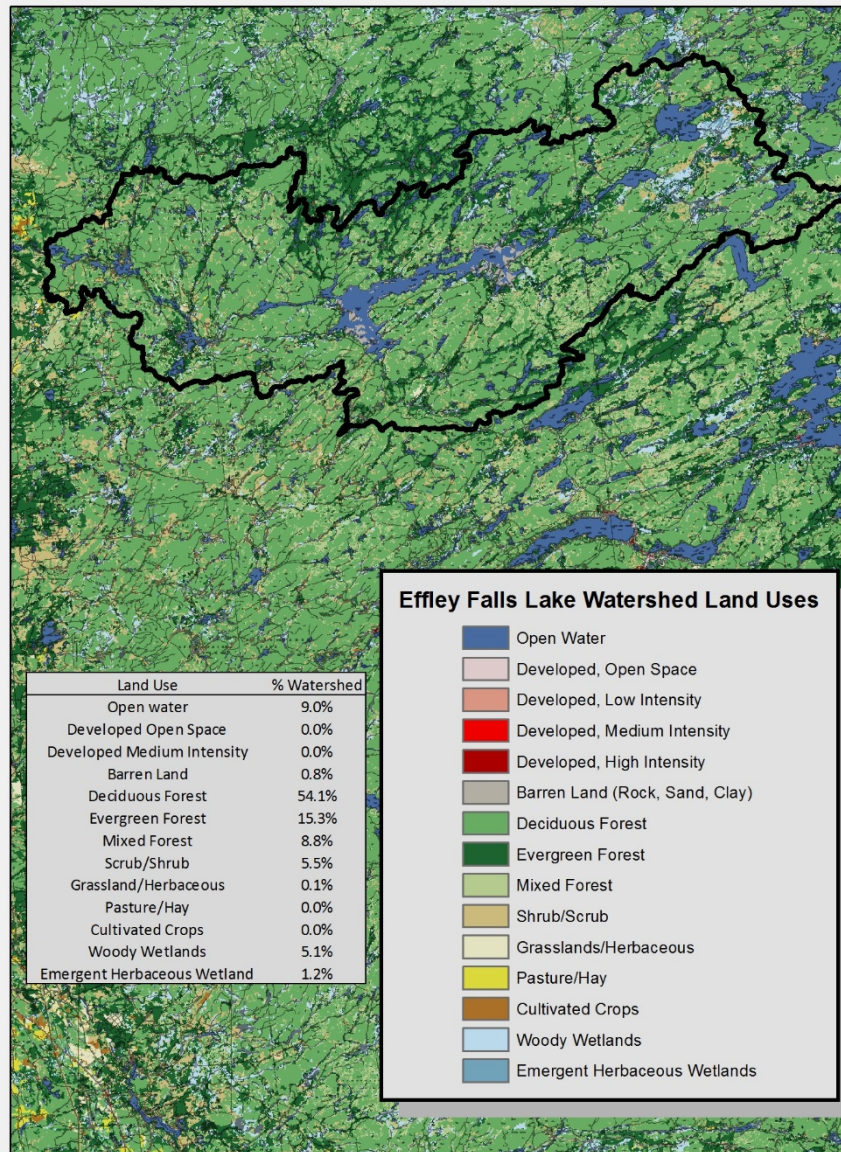 Effley Falls Lake Watershed Land Uses
Open Water
Developed, Open Space
Developed, Low Intensity
Developed, Medium Intensity
Developed, High Intensity
Barren Land (Rock, Sand, Clay)
Deciduous Forest
Evergreen Forest
Mixed Forest
Shrub/Scrub
Grasslands/Herbaceous
Pasture/Hay
Cultivated Crops
Woody Wetlands
Emergent Herbaceous Wetlands
Land Use % Watershed
Open water 9.0%
Developed Open Space 0.0%
Developed Medium Intensity 0.0%
Barren Land 0.8%
Deciduous Forest 54.1%
Evergreen Forest 15.3%
Mixed Forest 8.8%
Scrub/Shrub 5.5%
Grassland/Herbaceous 0.1%
Pasture/Hay 0.0%
Cultivated Crops 0.0%
Woody Wetlands 5.1%
Emergent Herbaceous Wetland 1.2%